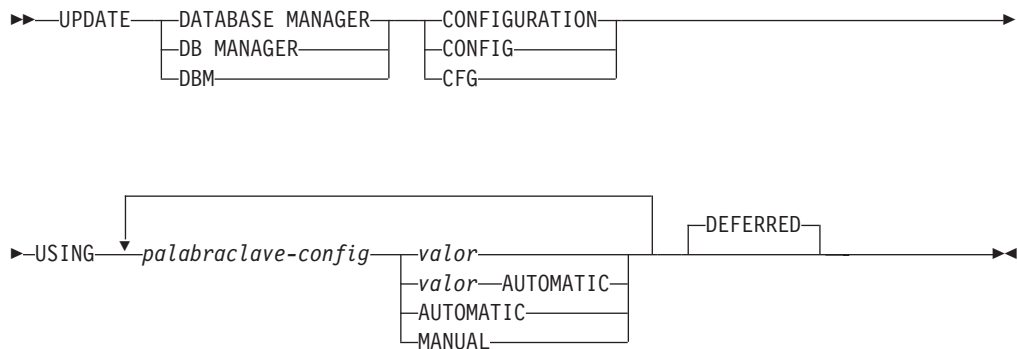 UPDATE DATABASE MANAGER CONFIGURATION
DB MANAGER CONFIG
DBM CFG
DEFERRED
USING palabraclave-config valor
valor AUTOMATIC
AUTOMATIC
MANUAL